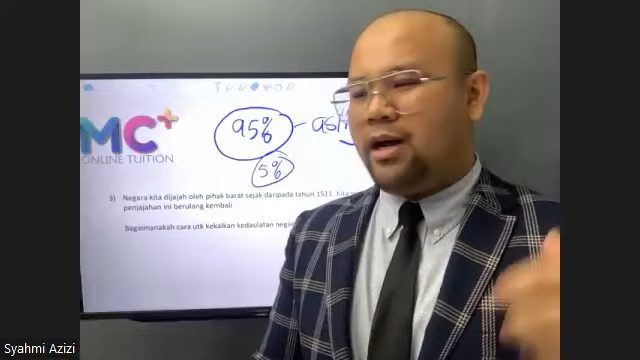 95% –
5%
MC+
ONLINE TUITION
3) Negara kita dijajah oleh pihak barat sejak daripada tahun 1511. Kita
penjajahan ini berulang kembali
Bagaimanakah cara utk kekalkan kedaulatan
Syahmi Azizi